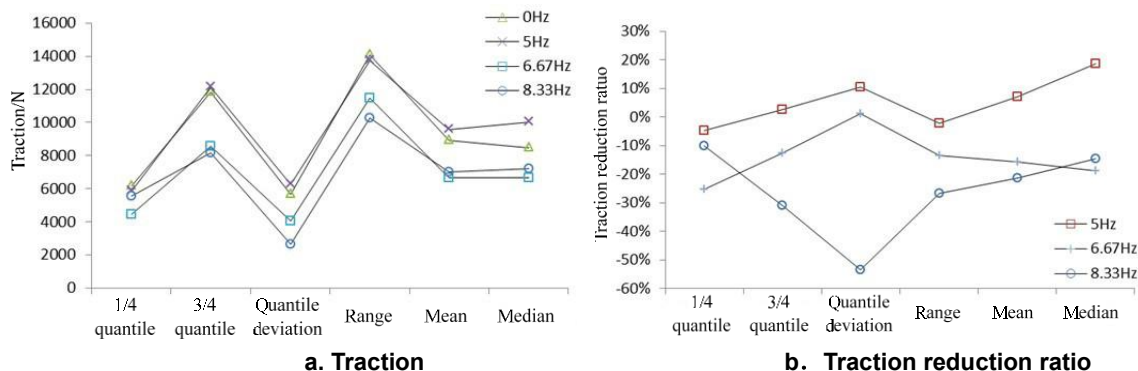 16000
14000
12000
10000
8000
6000
4000
2000
0
Traction/N
0Hz
5Hz
6.67Hz
8.33Hz
1/4 quantile
3/4 quantile
Quantile deviation
Range
Mean
Median
a. Traction
30%
20%
10%
0%
-10%
-20%
-30%
-40%
-50%
-60%
Traction reduction ratuo
5Hz
6.67Hz
8.33Hz
1/4 quantile
3/4 quantile
Quantile deviation
Range
Mean
Median
b. Traction reduction ratio